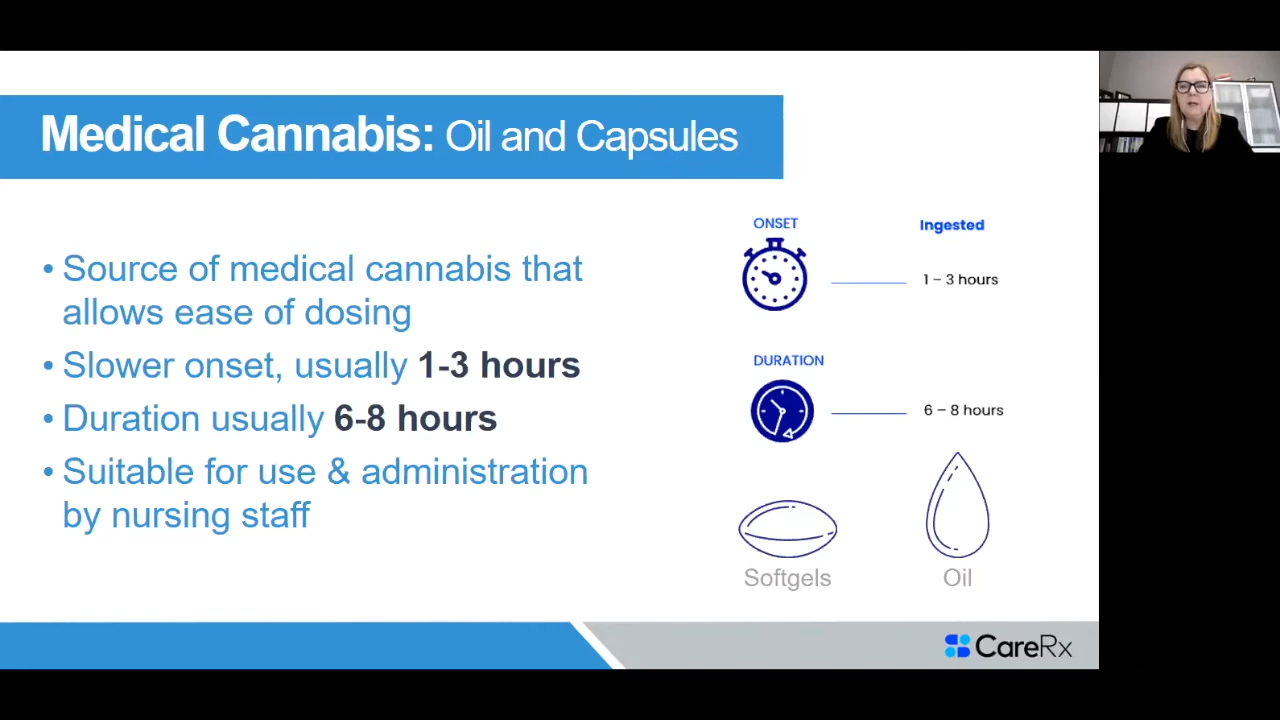 Medical Cannabis: Oil and Capsules
• Source of medical cannabis that
allows ease of dosing
• Slower onset, usually 1-3 hours
• Duration usually 6-8 hours
• Suitable for use & administration
by nursing staff
ONSET
Ingested
1 – 3 hours
DURATION
6 – 8 hours
Softgels
Oil
CareRx